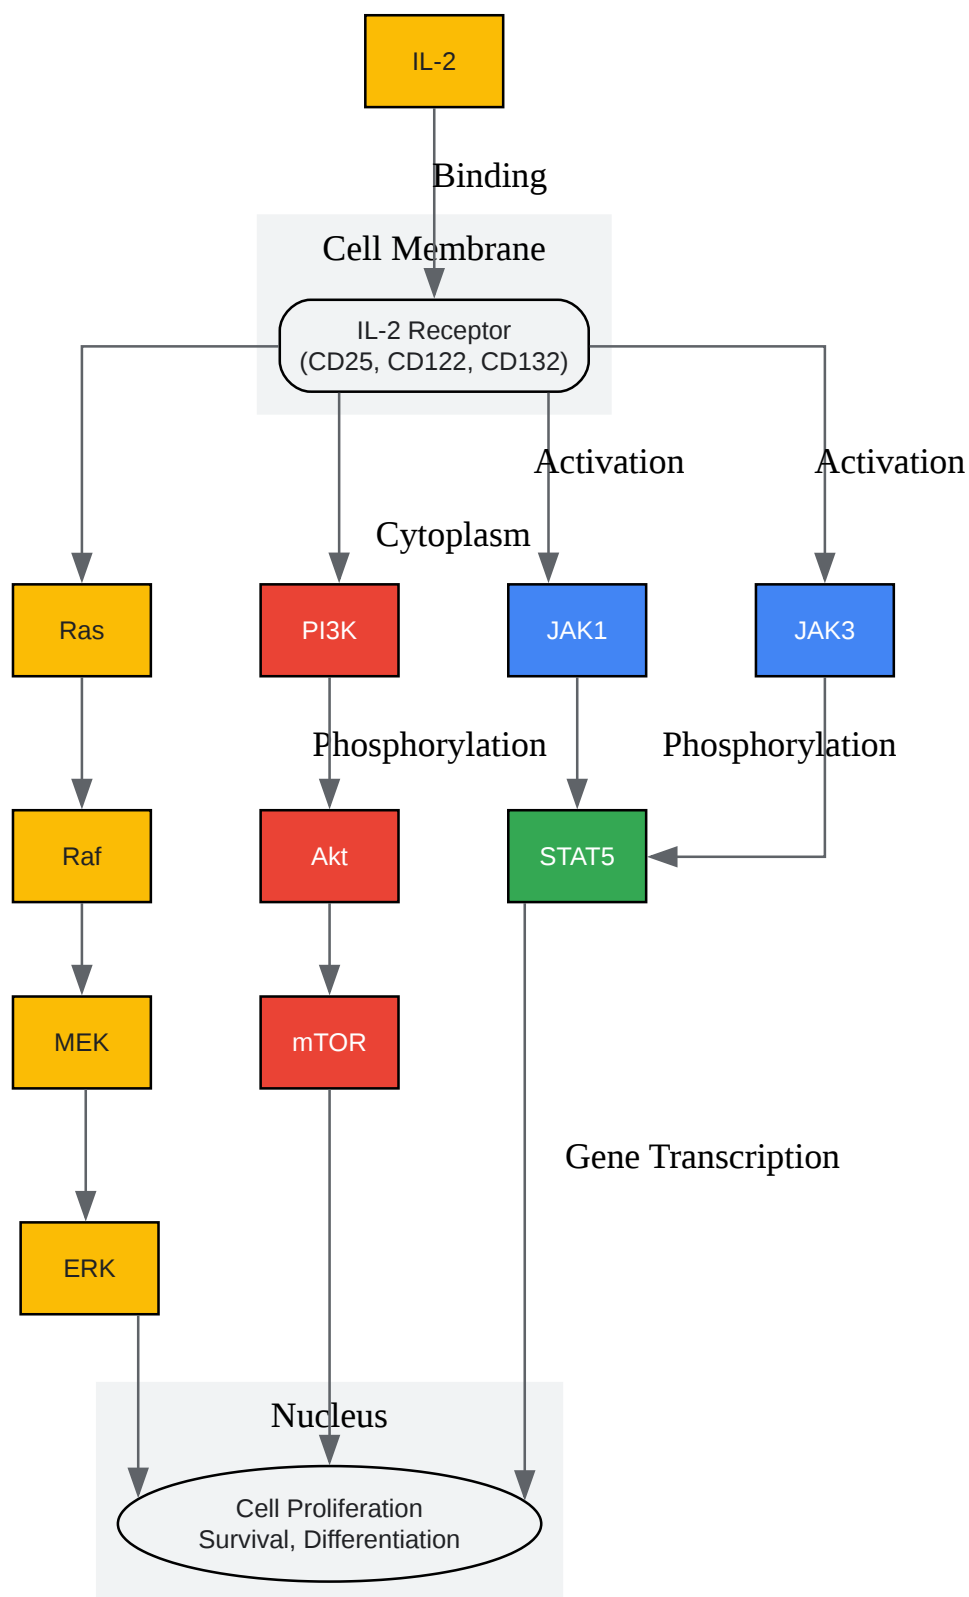 IL-2
Binding
Cell Membrane
IL-2 Receptor
(CD25, CD122, CD132)
Activation
Activation
Cytoplasm
Ras
PI3K
JAK1
JAK3
Phosphorylation
Phosphorylation
Raf
Akt
STAT5
MEK
mTOR
Gene Transcription
ERK
Nucleus
Cell Proliferation
Survival, Differentiation